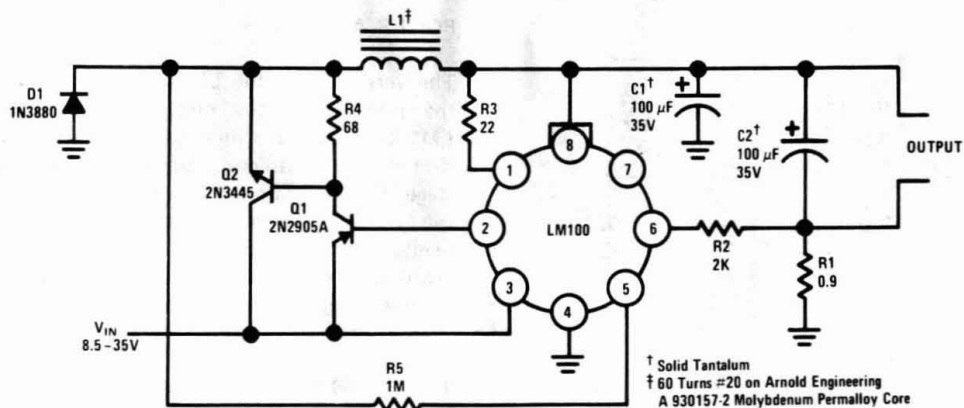 L1‡
D1
1N3880
R4
68
R3
22
C1†
100 μF
35V
C2†
100 μF
35V
OUTPUT
Q2
2N3445
Q1
2N2905A
1
8
7
2
LM100
6
3
4
5
R2
2K
R1
0.9
VIN
8.5-35V
R5
1M
† Solid Tantalum
‡ 60 Turns #20 on Arnold Engineering
A 930157-2 Molybdenum Permalloy Core